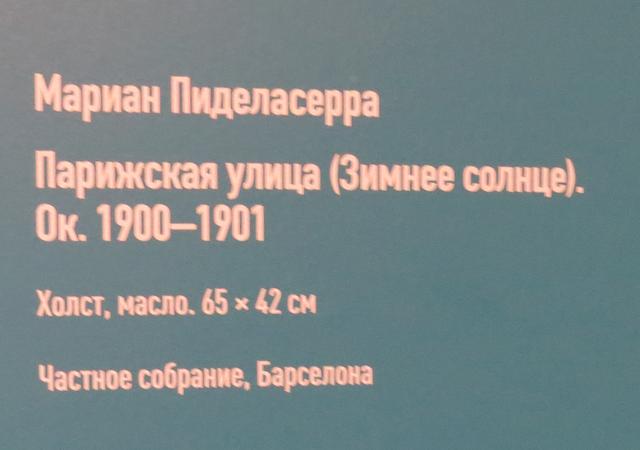 Мариан Пиделасерра
Парижская улица (Зимнее солнце).
Ок. 1900–1901
Холст, масло. 65 × 42 см
Частное собрание, Барселона